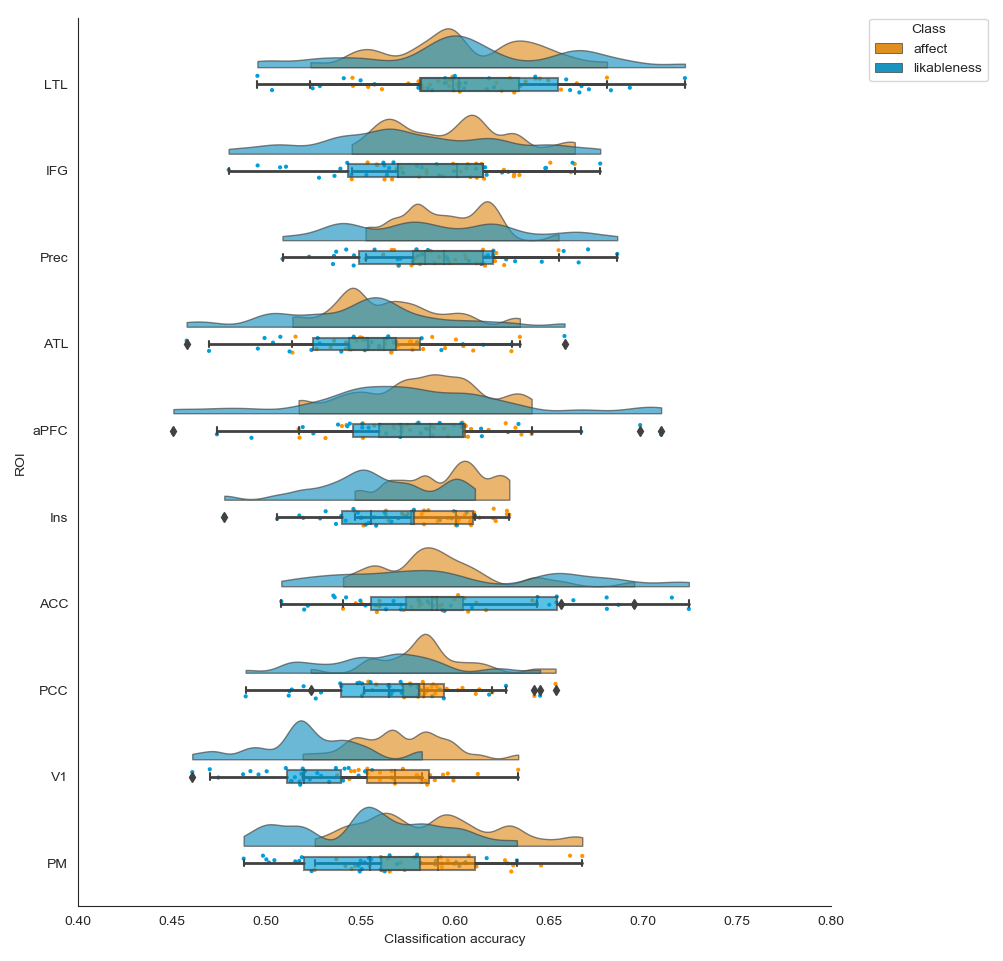 Class
affect
likableness
LTL
IFG
Prec
ATL
aPFC
ROI
Ins
ACC
PCC
V1
PM
0.40 0.45 0.50 0.55 0.60 0.65 0.70 0.75 0.80
Classification accuracy